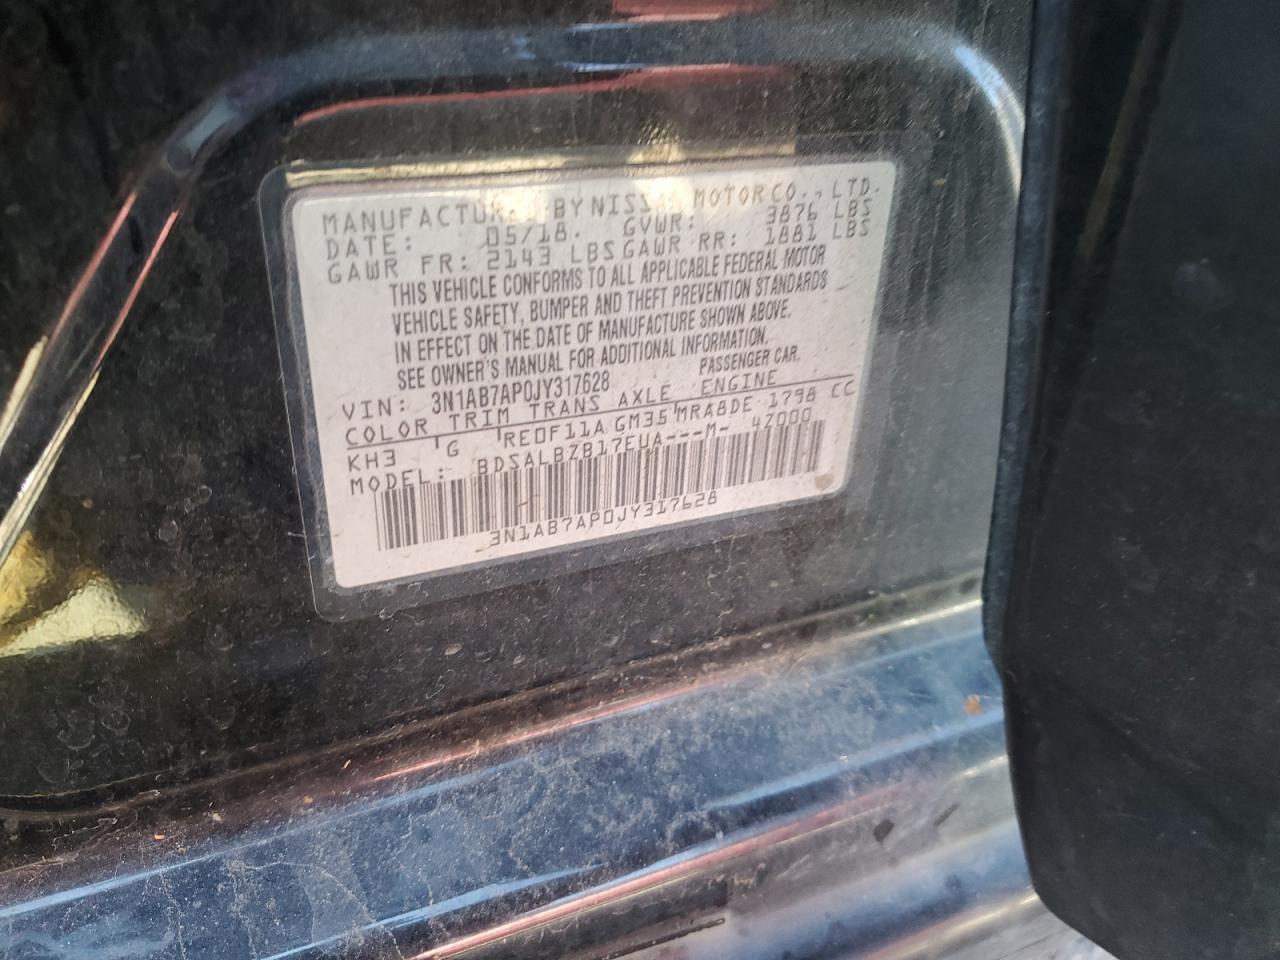 MANUFACTUR BY NISSA MOTOR CO., LTD.
DATE: 05/18. GVWR: 3876 LBS
GAWR FR: 2143 LBS GAWR RR: 1881 LBS
THIS VEHICLE CONFORMS TO ALL APPLICABLE FEDERAL MOTOR
VEHICLE SAFETY, BUMPER AND THEFT PREVENTION STANDARDS
IN EFFECT ON THE DATE OF MANUFACTURE SHOWN ABOVE.
SEE OWNER'S MANUAL FOR ADDITIONAL INFORMATION.
VIN: 3N1AB7AP0JY317628 PASSENGER CAR.
COLOR TRIM TRANS AXLE ENGINE
KH3 G RE0F11A GM35 MRA8DE 1798 CC
MODEL: BDSALBZB17EUA---M- 4Z000
3N1AB7AP0JY317628